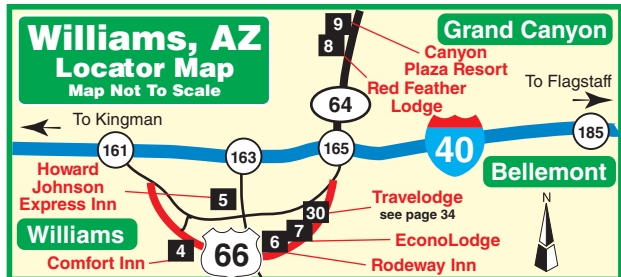 Williams, AZ
Locator Map
Map Not To Scale
9
8
Grand Canyon
Canyon
Plaza Resort
Red Feather
Lodge
To Flagstaff
64
To Kingman
161
163
165
40
185
Howard
Johnson
Express Inn
5
Bellemont
Travelodge
see page 34
30
N
Williams
7
6
EconoLodge
4
66
Comfort Inn
Rodeway Inn